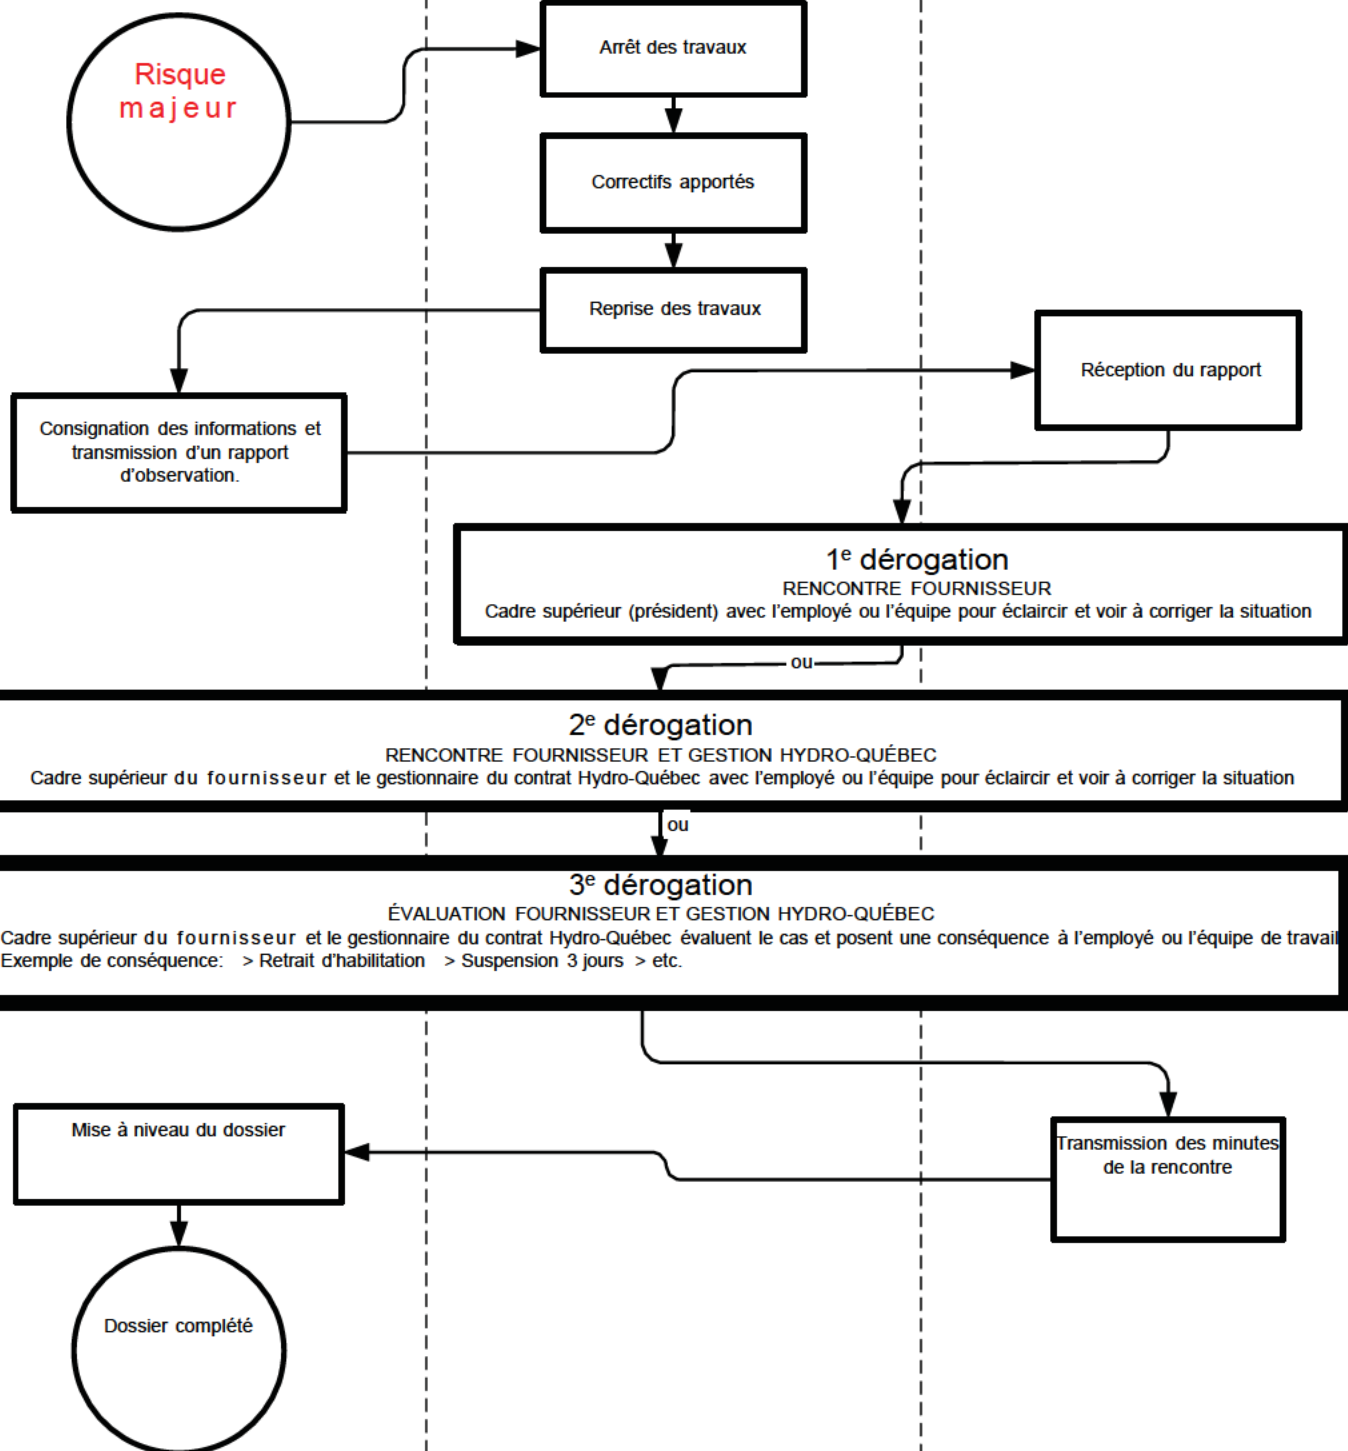 Risque
majeur
Arrêt des travaux
Correctifs apportés
Reprise des travaux
Réception du rapport
Consignation des informations et
transmission d'un rapport
d'observation.
1e dérogation
RENCONTRE FOURNISSEUR
Cadre supérieur (président) avec l'employé ou l'équipe pour éclaircir et voir à corriger la situation
ou
2e dérogation
RENCONTRE FOURNISSEUR ET GESTION HYDRO-QUÉBEC
Cadre supérieur du fournisseur et le gestionnaire du contrat Hydro-Québec avec l'employé ou l'équipe pour éclaircir et voir à corriger la situation
ou
3e dérogation
ÉVALUATION FOURNISSEUR ET GESTION HYDRO-QUÉBEC
Cadre supérieur du fournisseur et le gestionnaire du contrat Hydro-Québec évaluent le cas et posent une conséquence à l'employé ou l'équipe de travail
Exemple de conséquence: > Retrait d'habilitation > Suspension 3 jours > etc.
Mise à niveau du dossier
Transmission des minutes
de la rencontre
Dossier complété